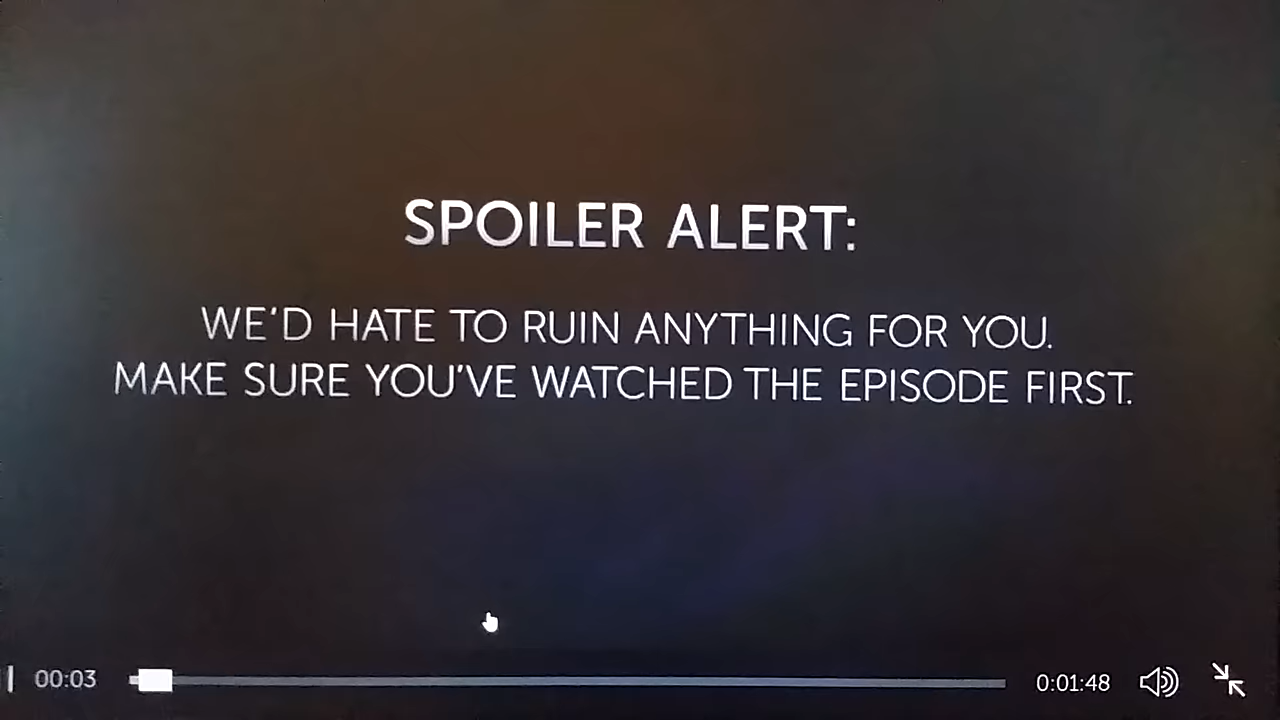 SPOILER ALERT:
WE'D HATE TO RUIN ANYTHING FOR YOU.
MAKE SURE YOU'VE WATCHED THE EPISODE FIRST.
00:03
0:01:48